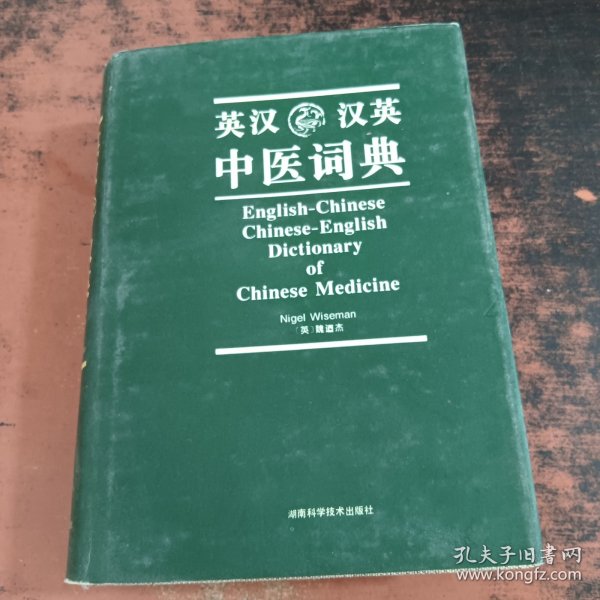 英汉 汉英
中医词典
English-Chinese
Chinese-English
Dictionary
of
Chinese Medicine
Nigel Wiseman
〔英〕魏迺杰
湖南科学技术出版社
孔夫子旧书网
www.kongfz.com